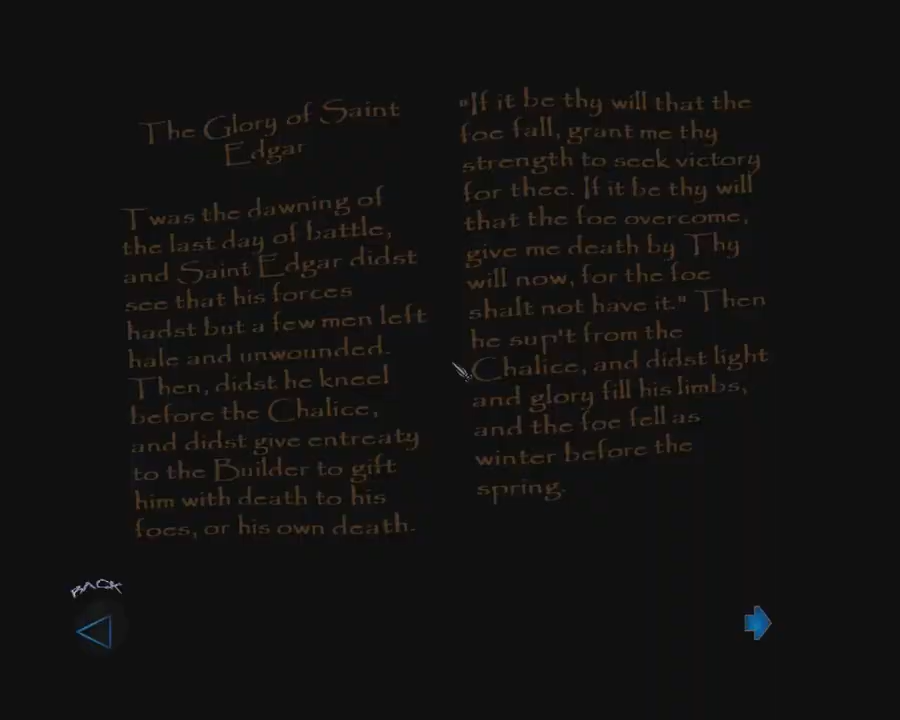 The Glory of Saint
Edgar
Twas the dawning of
the last day of battle,
and Saint Edgar didst
see that his forces
hadst but a few men left
hale and unwounded.
Then, didst he kneel
before the Chalice,
and didst give entreaty
to the Builder to gift
him with death to his
foes, or his own death.
"If it be thy will that the
foe fall, grant me thy
strength to seek victory
for thee. If it be thy will
that the foe overcome,
give me death by Thy
will now, for the foe
shalt not have it." Then
he sup't from the
Chalice, and didst light
and glory fill his limbs,
and the foe fell as
winter before the
spring.
BACK